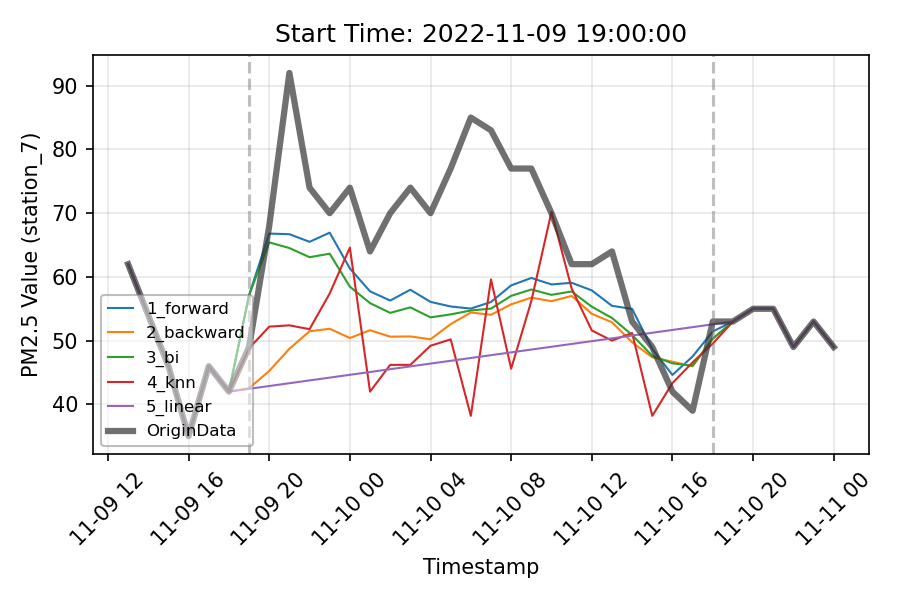 Start Time: 2022-11-09 19:00:00
PM2.5 Value (station_7)
90
80
70
60
50
40
1_forward
2_backward
3_bi
4_knn
5_linear
OriginData
11-09 12
11-09 16
11-09 20
11-10 00
11-10 04
11-10 08
11-10 12
11-10 16
11-10 20
11-11 00
Timestamp